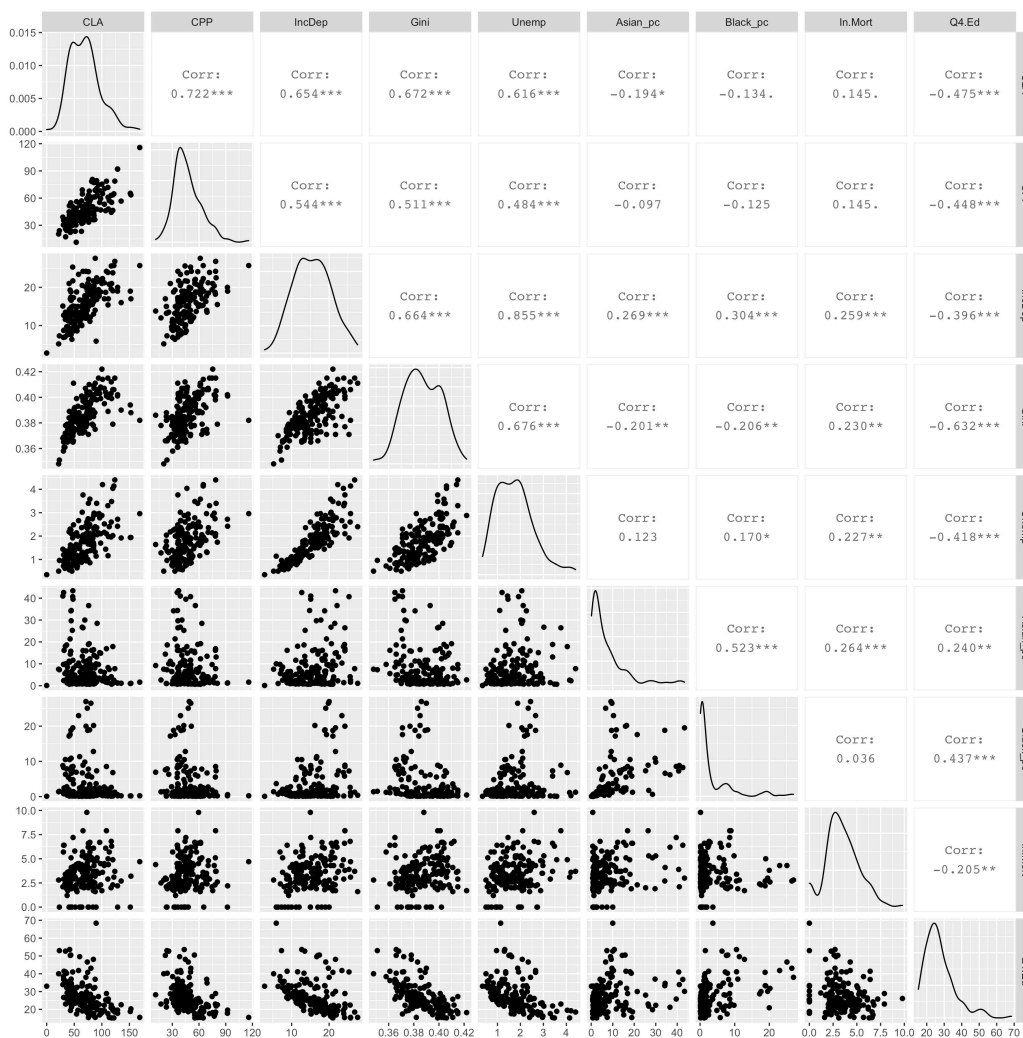 CLA CPP IncDep Gini Unemp Asian_pc Black_pc In.Mort Q4.Ed
0.015
0.010
0.005
0.000
Corr: Corr: Corr: Corr: Corr: Corr: Corr: Corr:
0.722*** 0.654*** 0.672*** 0.616*** -0.194* -0.134. 0.145. -0.475***
120
90
60
30
Corr: Corr: Corr: Corr: Corr: Corr: Corr:
0.544*** 0.511*** 0.484*** -0.097 -0.125 0.145. -0.448***
20
10
Corr: Corr: Corr: Corr: Corr: Corr:
0.664*** 0.855*** 0.269*** 0.304*** 0.259*** -0.396***
0.42
0.40
0.38
0.36
Corr: Corr: Corr: Corr: Corr:
0.676*** -0.201** -0.206** 0.230** -0.632***
4
3
2
1
Corr: Corr: Corr: Corr:
0.123 0.170* 0.227** -0.418***
40
30
20
10
0
Corr: Corr: Corr:
0.523*** 0.264*** 0.240**
20
10
0
Corr: Corr:
0.036 0.437***
10.0
7.5
5.0
2.5
0.0
Corr:
-0.205**
70
60
50
40
30
20
0 50 100 150 30 60 90 120 10 20 0.36 0.38 0.40 0.42 1 2 3 4 0 10 20 30 40 0 10 20 0.0 2.5 5.0 7.5 10.0 20 30 40 50 60 70